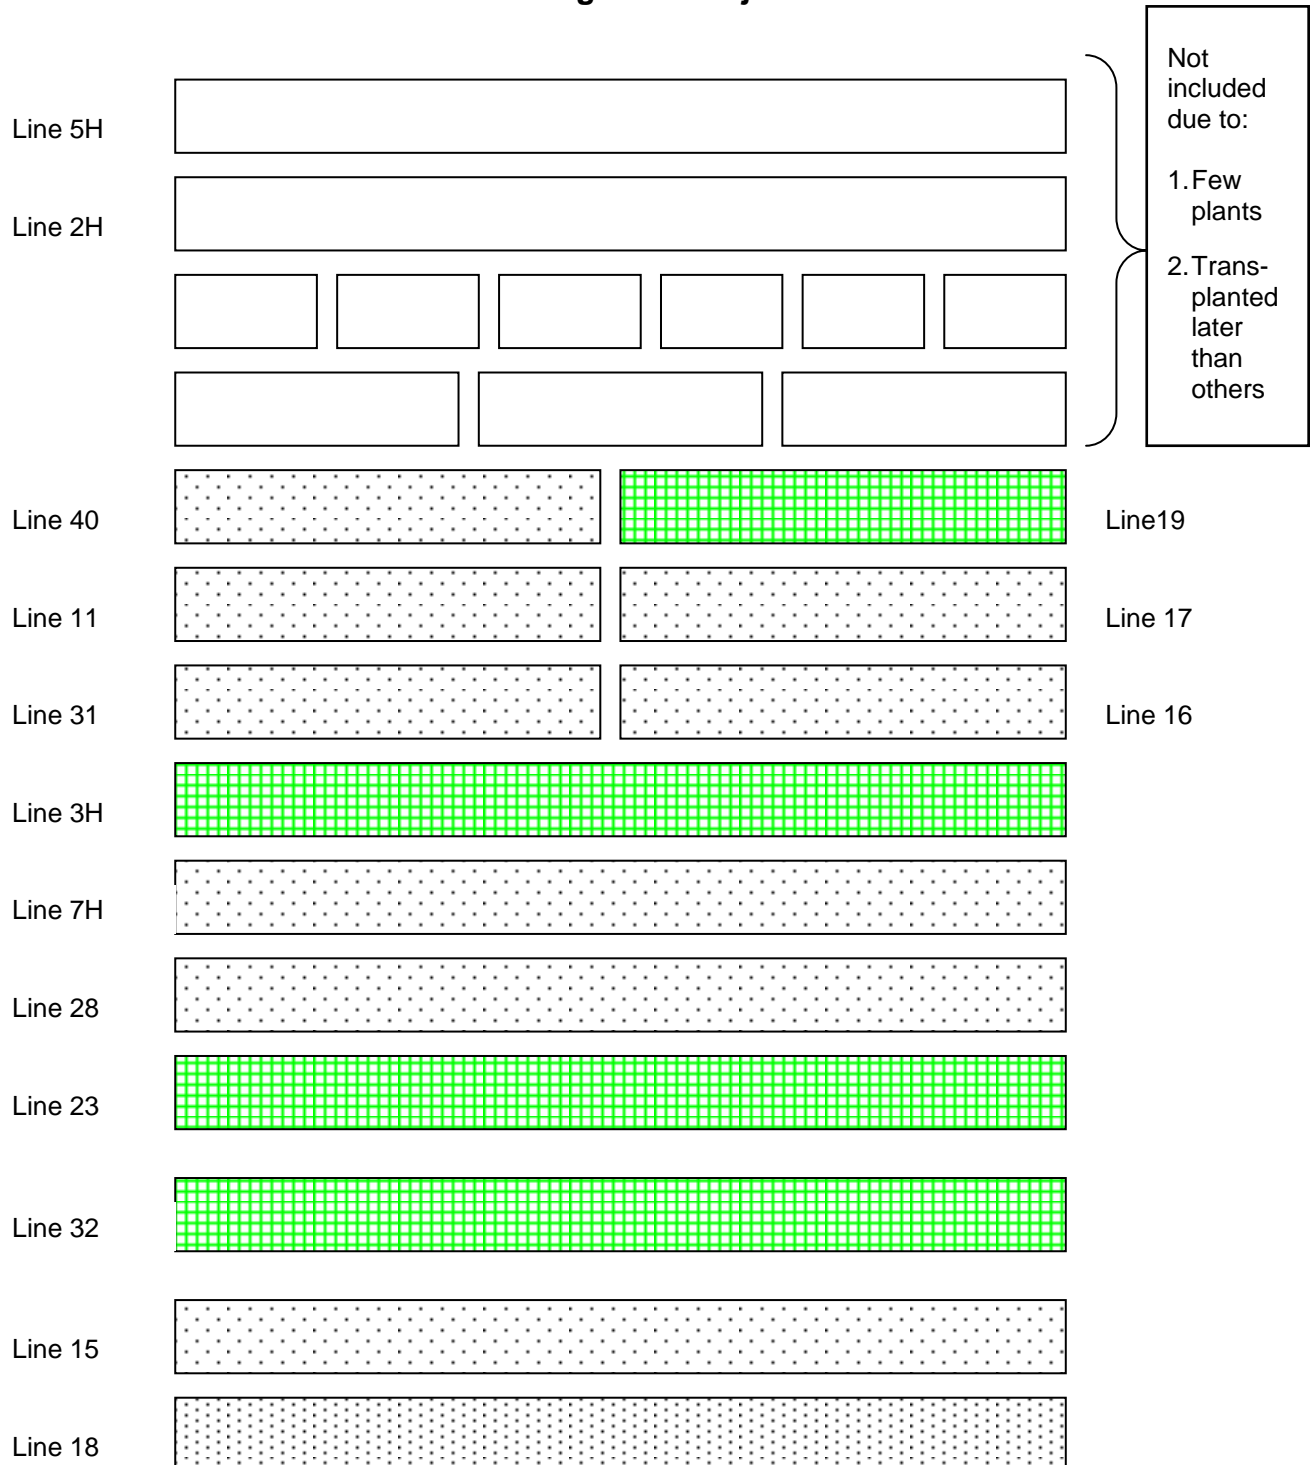 Not
included
due to:
1. Few
plants
2. Trans-
planted
later
than
others
Line 5H
Line 2H
Line 40
Line19
Line 11
Line 17
Line 31
Line 16
Line 3H
Line 7H
Line 28
Line 23
Line 32
Line 15
Line 18